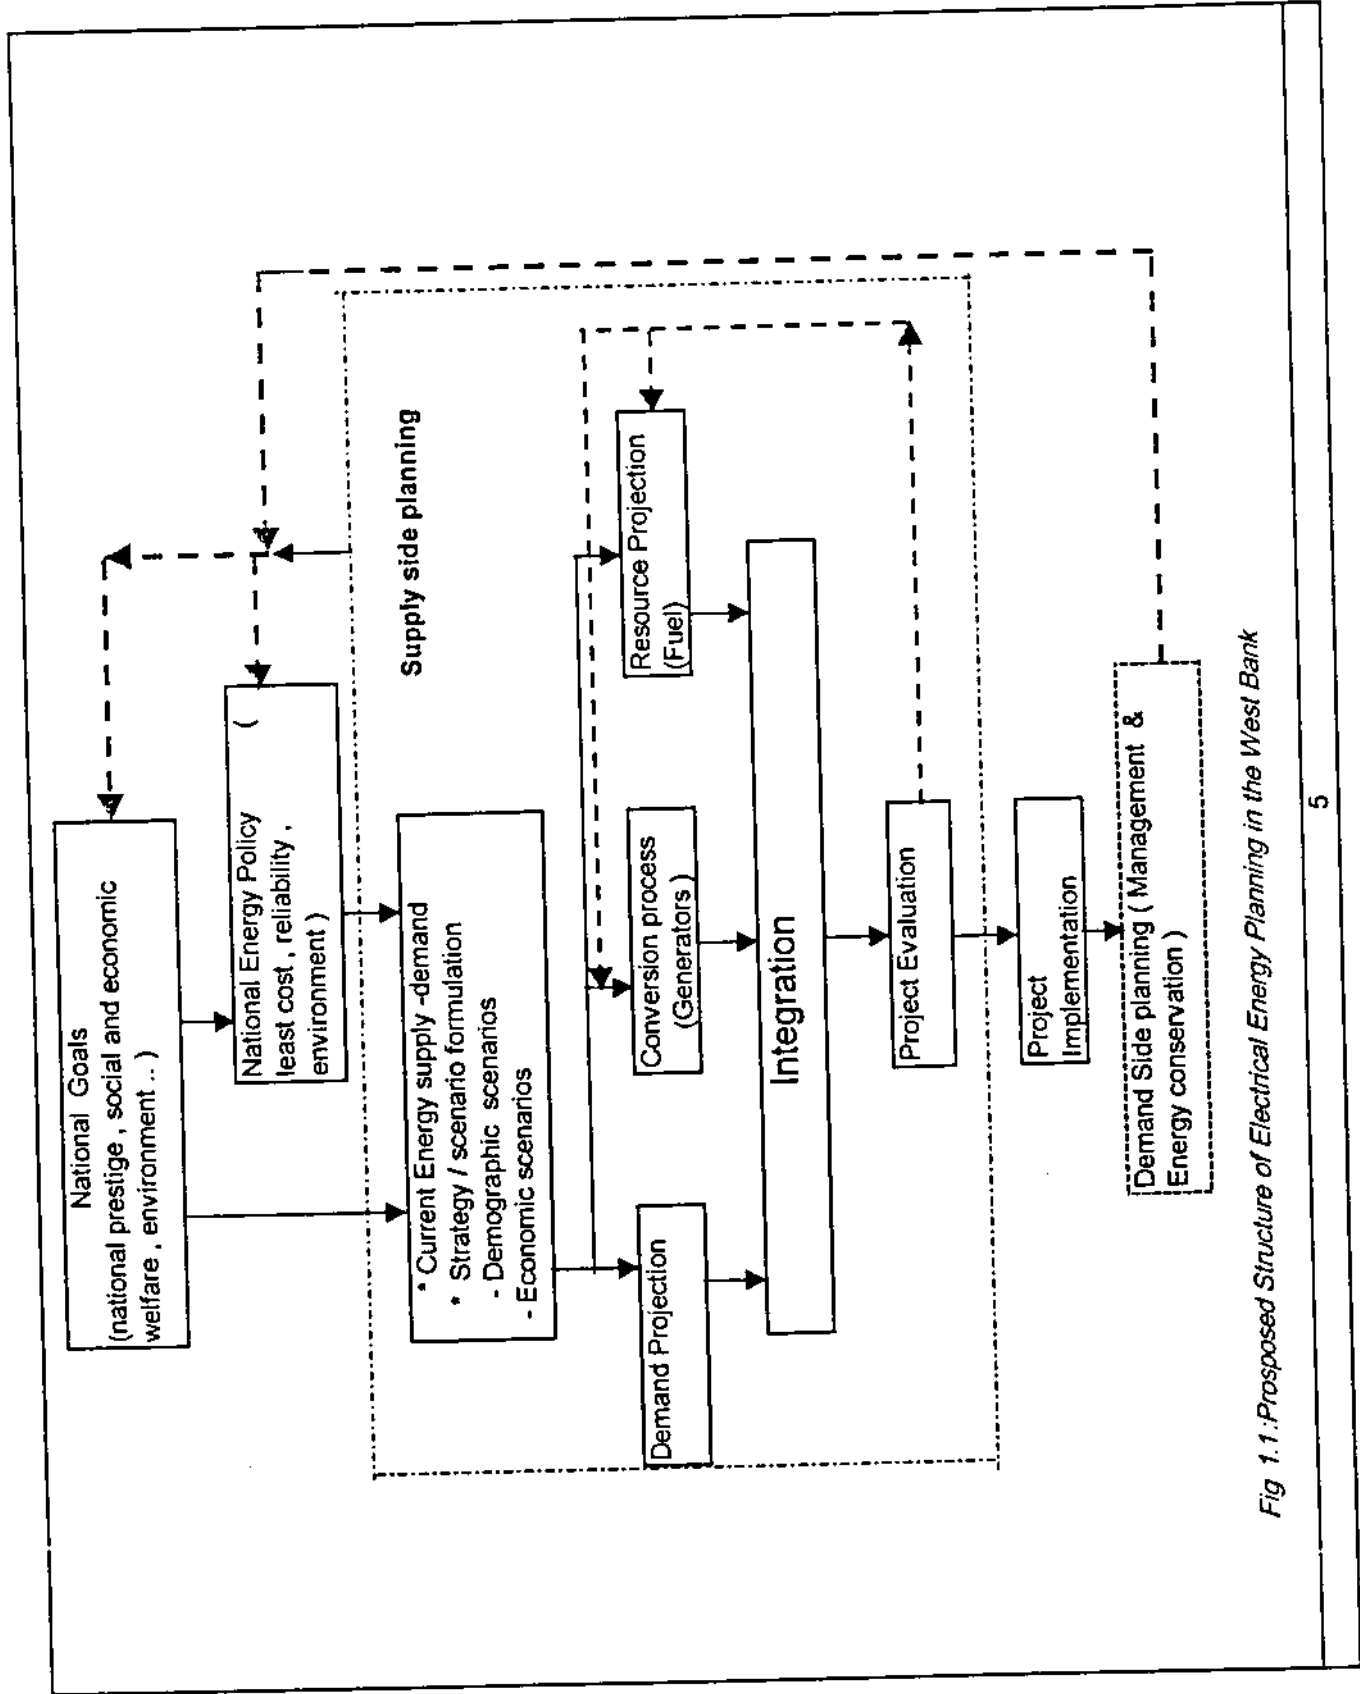 National Goals
(national prestige , social and economic
welfare , environment .. )
National Energy Policy (
least cost , reliability ,
environment )
Supply side planning
* Current Energy supply -demand
* Strategy / scenario formulation
- Demographic scenarios
- Economic scenarios
Demand Projection
Conversion process
(Generators )
Resource Projection
(Fuel)
Integration
Project Evaluation
Project
Implementation
Demand Side planning ( Management &
Energy conservation )
Fig 1.1:Prosposed Structure of Electrical Energy Planning in the West Bank
5